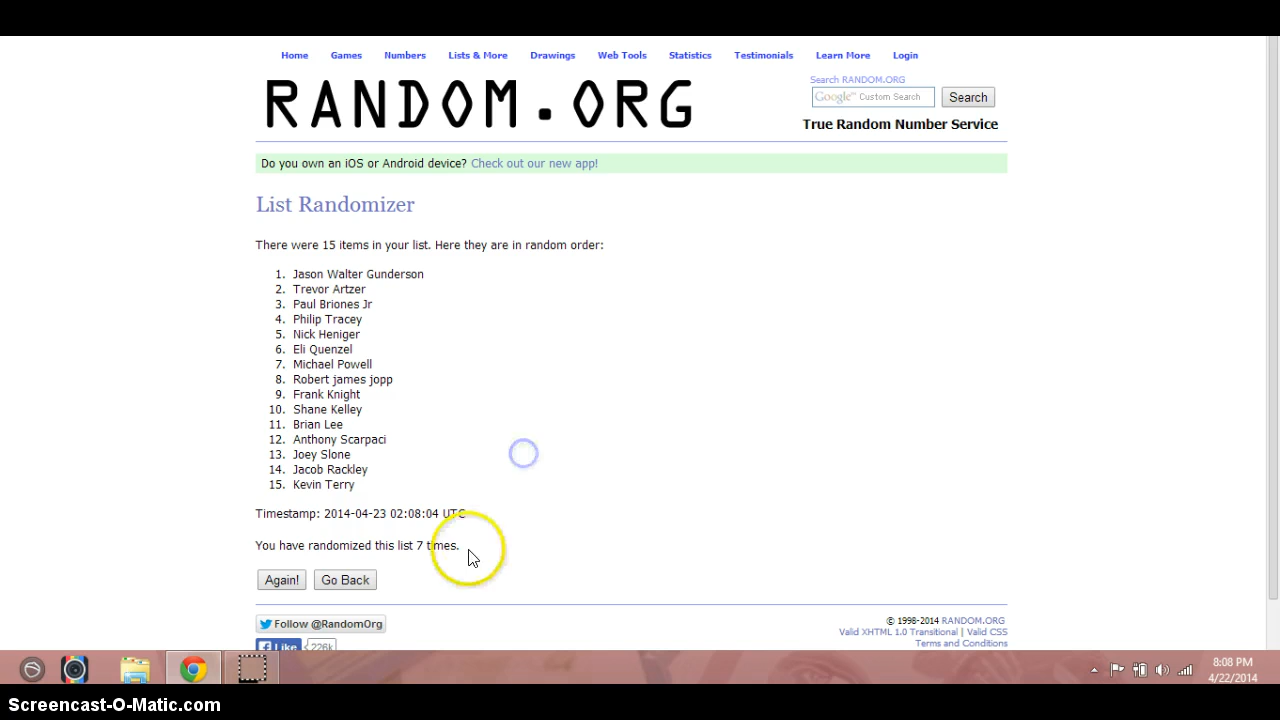 Home Games Numbers Lists & More Drawings Web Tools Statistics Testimonials Learn More Login
RANDOM.ORG
Search RANDOM.ORG
Google™ Custom Search Search
True Random Number Service
Do you own an iOS or Android device? Check out our new app!
List Randomizer
There were 15 items in your list. Here they are in random order:
1. Jason Walter Gunderson
2. Trevor Artzer
3. Paul Briones Jr
4. Philip Tracey
5. Nick Heniger
6. Eli Quenzel
7. Michael Powell
8. Robert james jopp
9. Frank Knight
10. Shane Kelley
11. Brian Lee
12. Anthony Scarpaci
13. Joey Slone
14. Jacob Rackley
15. Kevin Terry
Timestamp: 2014-04-23 02:08:04 UTC
You have randomized this list 7 times.
Again! Go Back
Follow @RandomOrg
Like 226k
© 1998-2014 RANDOM.ORG
Valid XHTML 1.0 Transitional | Valid CSS
Terms and Conditions
8:08 PM
4/22/2014
Screencast-O-Matic.com